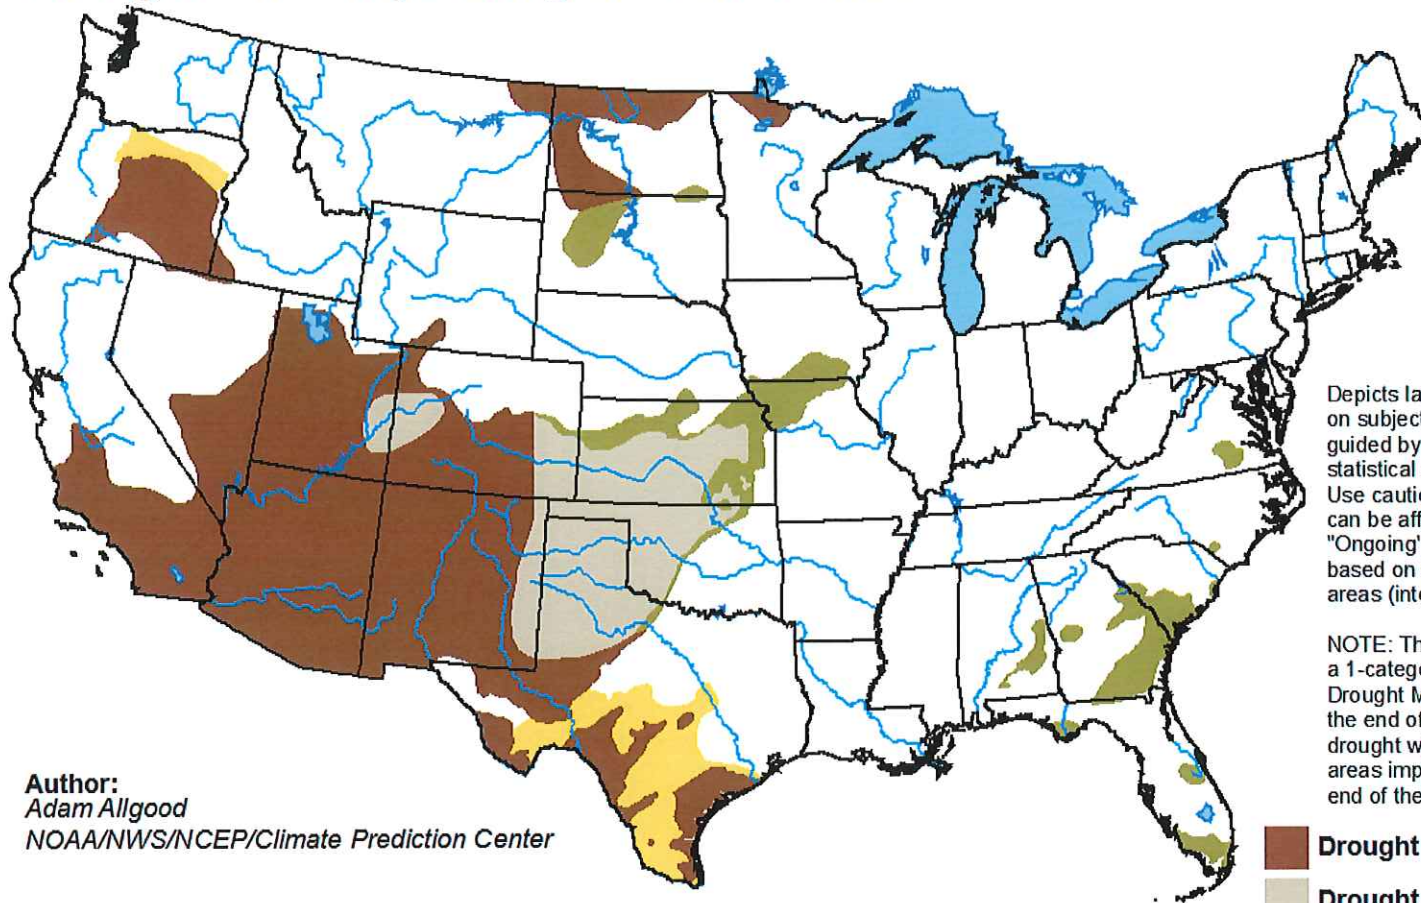 Depicts la
on subject
guided by
statistical
Use cautio
can be aff
"Ongoing"
based on
areas (inte
NOTE: Th
a 1-catego
Drought M
the end of
drought w
areas imp
end of the
Author:
Adam Allgood
NOAA/NWS/NCEP/Climate Prediction Center
Drought
Drought